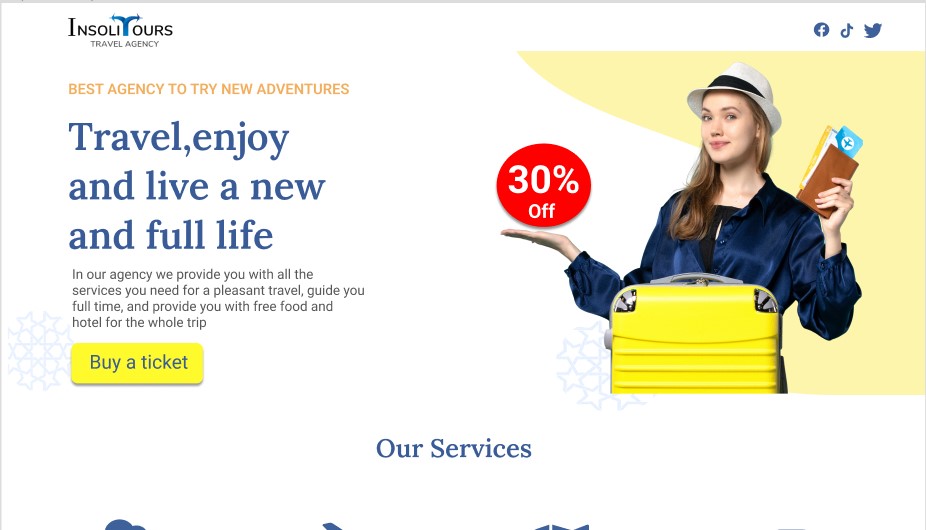 INSOLITOURS
TRAVEL AGENCY
BEST AGENCY TO TRY NEW ADVENTURES
Travel,enjoy
and live a new
and full life
30%
Off
In our agency we provide you with all the
services you need for a pleasant travel, guide you
full time, and provide you with free food and
hotel for the whole trip
Buy a ticket
Our Services